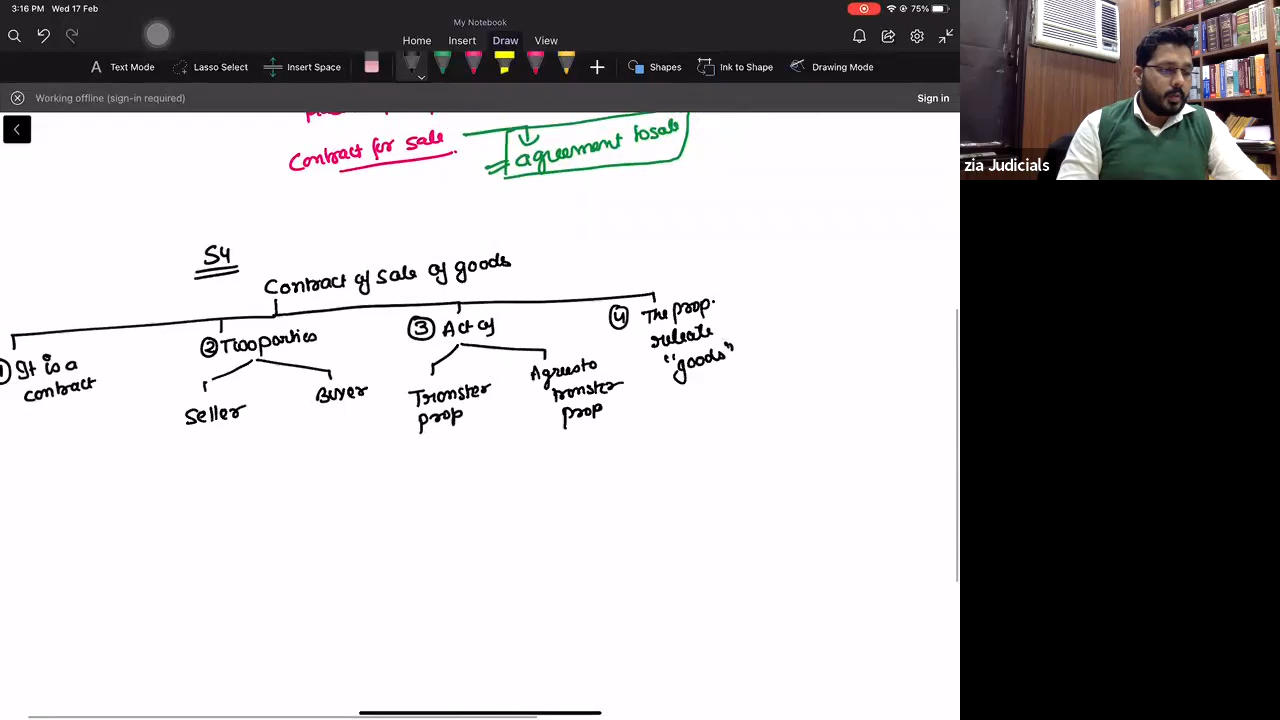 3:16 PM Wed 17 Feb
75%
My Notebook
Home Insert Draw View
Text Mode Lasso Select Insert Space Shapes Ink to Shape Drawing Mode
Working offline (sign-in required) Sign in
zia Judicials
Contract for sale
agreement tosale
S4
Contract of sale of goods
1 It is a
contract
2 Two parties
Seller
Buyer
3 Act of
Transfer
prop
Agrees to
transfer
prop
4 The prop.
releate
"goods"